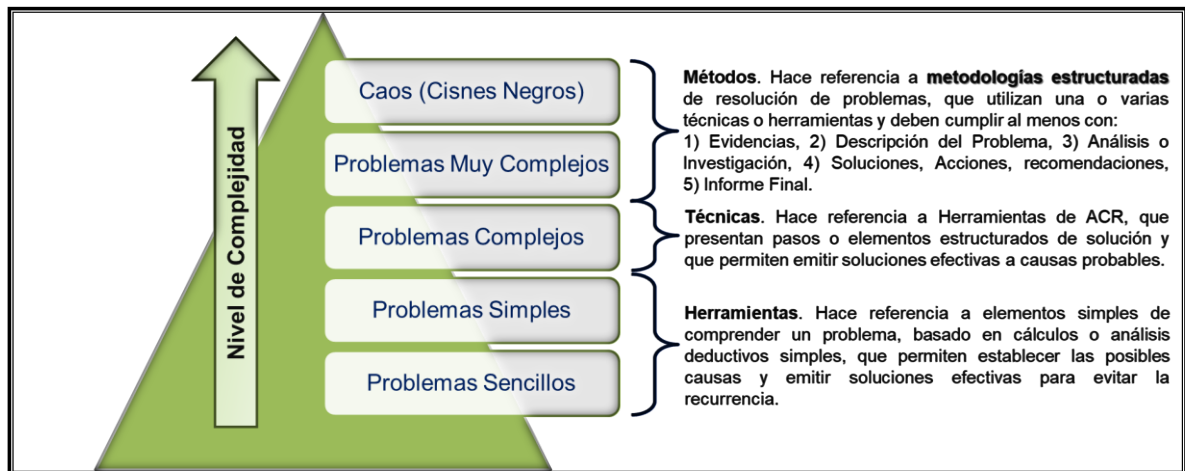 Nivel de Complejidad
Caos (Cisnes Negros)
Problemas Muy Complejos
Problemas Complejos
Problemas Simples
Problemas Sencillos
Métodos. Hace referencia a metodologías estructuradas
de resolución de problemas, que utilizan una o varias
técnicas o herramientas y deben cumplir al menos con:
1) Evidencias, 2) Descripción del Problema, 3) Análisis o
Investigación, 4) Soluciones, Acciones, recomendaciones,
5) Informe Final.
Técnicas. Hace referencia a Herramientas de ACR, que
presentan pasos o elementos estructurados de solución y
que permiten emitir soluciones efectivas a causas probables.
Herramientas. Hace referencia a elementos simples de
comprender un problema, basado en cálculos o análisis
deductivos simples, que permiten establecer las posibles
causas y emitir soluciones efectivas para evitar la
recurrencia.